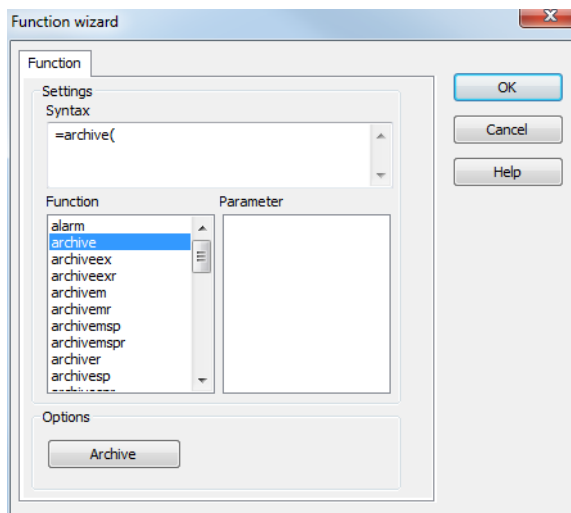 Function wizard
X
Function
Settings
Syntax
=archive(
Function
Parameter
alarm
archive
archiveex
archiveexr
archivem
archivemr
archivemsp
archivemspr
archiver
archivesp
Options
Archive
OK
Cancel
Help